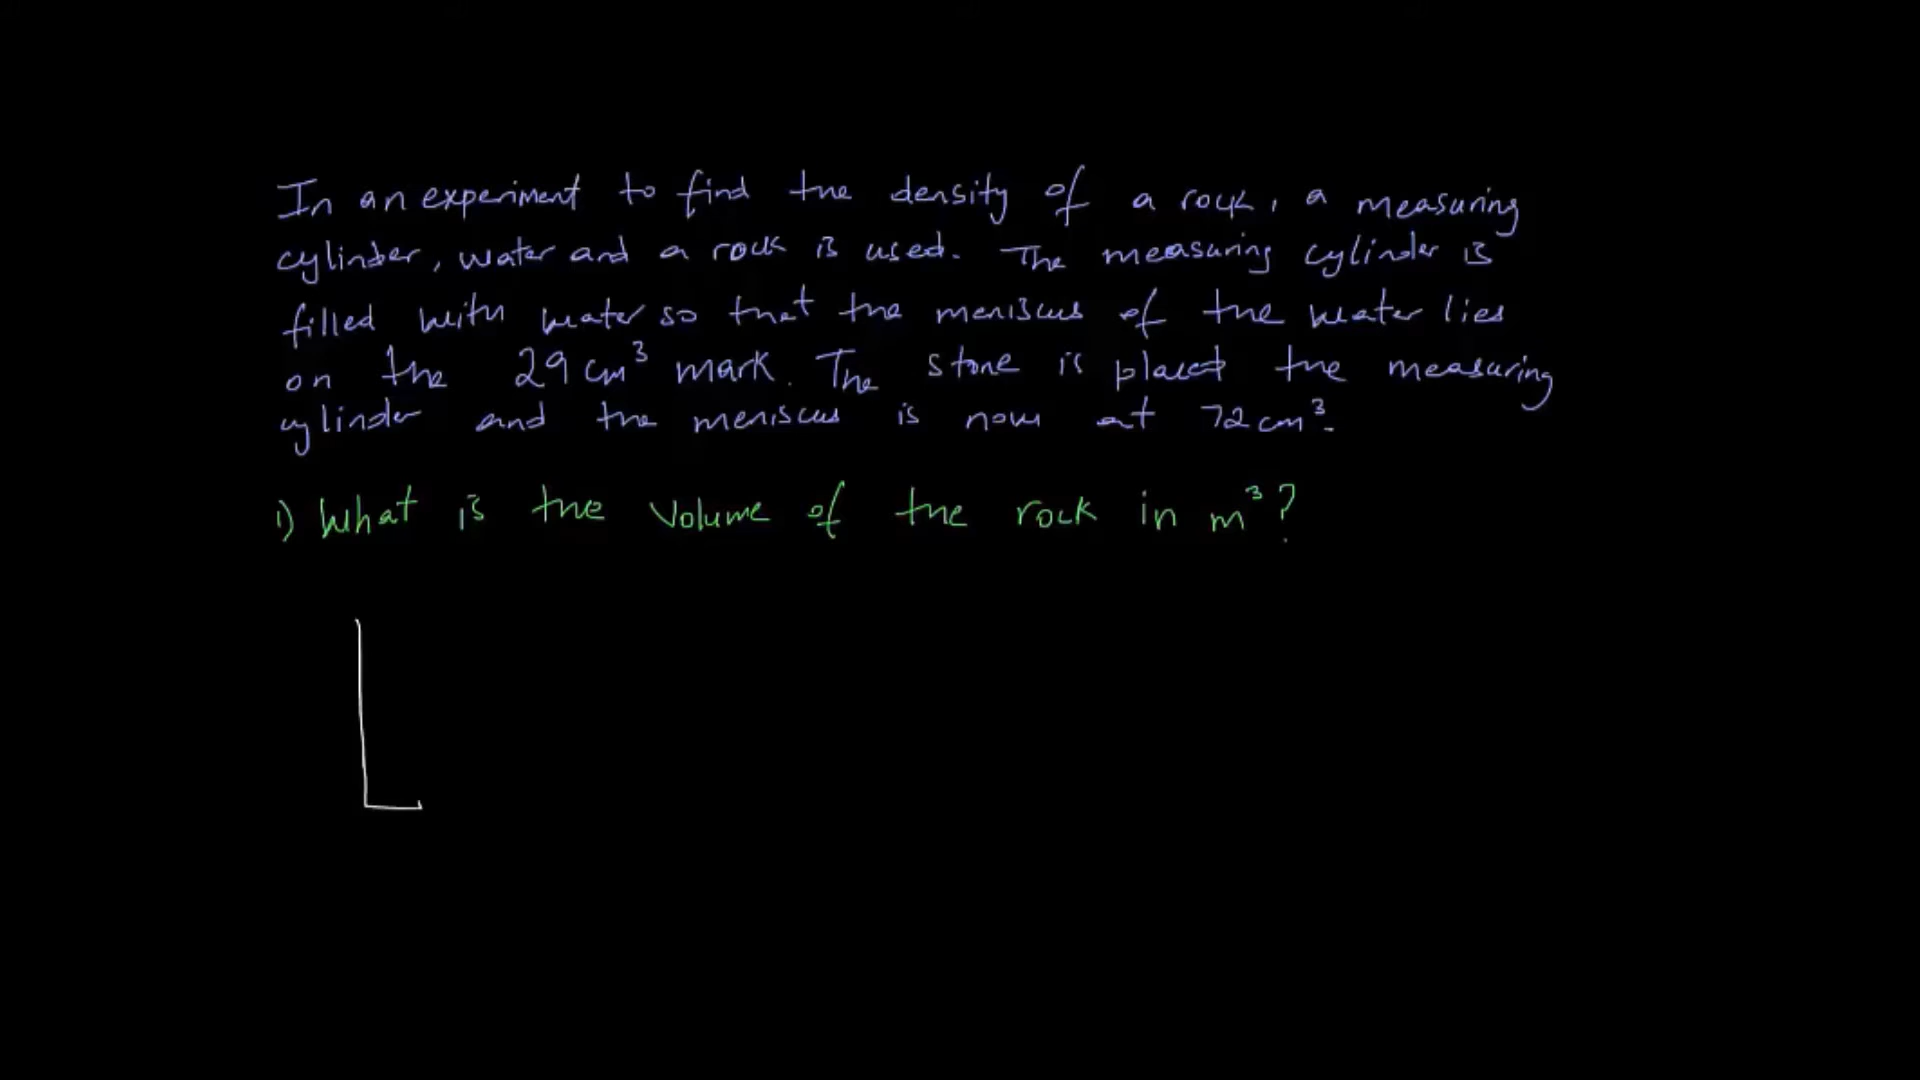 In an experiment to find the density of a rock, a measuring
cylinder, water and a rock is used. The measuring cylinder is
filled with water so that the meniscus of the water lies
on the 29 cm³ mark. The stone is placed the measuring
cylinder and the meniscus is now at 72 cm³.
1) What is the volume of the rock in m³?